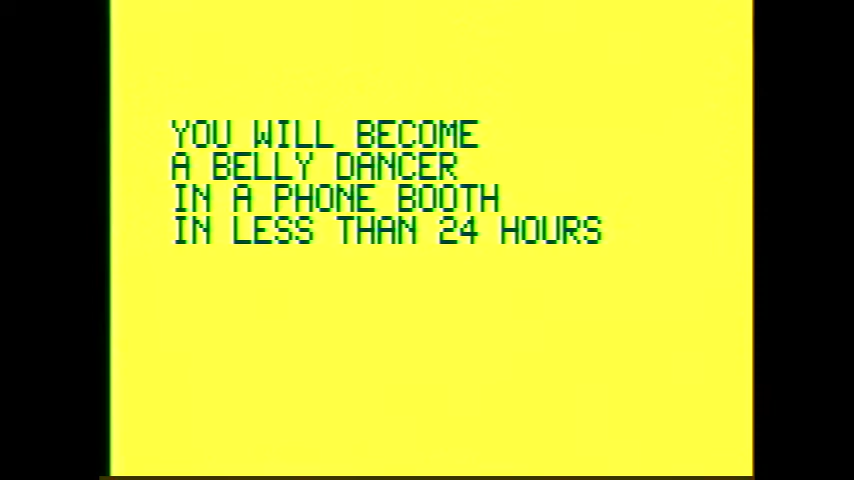 YOU WILL BECOME
A BELLY DANCER
IN A PHONE BOOTH
IN LESS THAN 24 HOURS